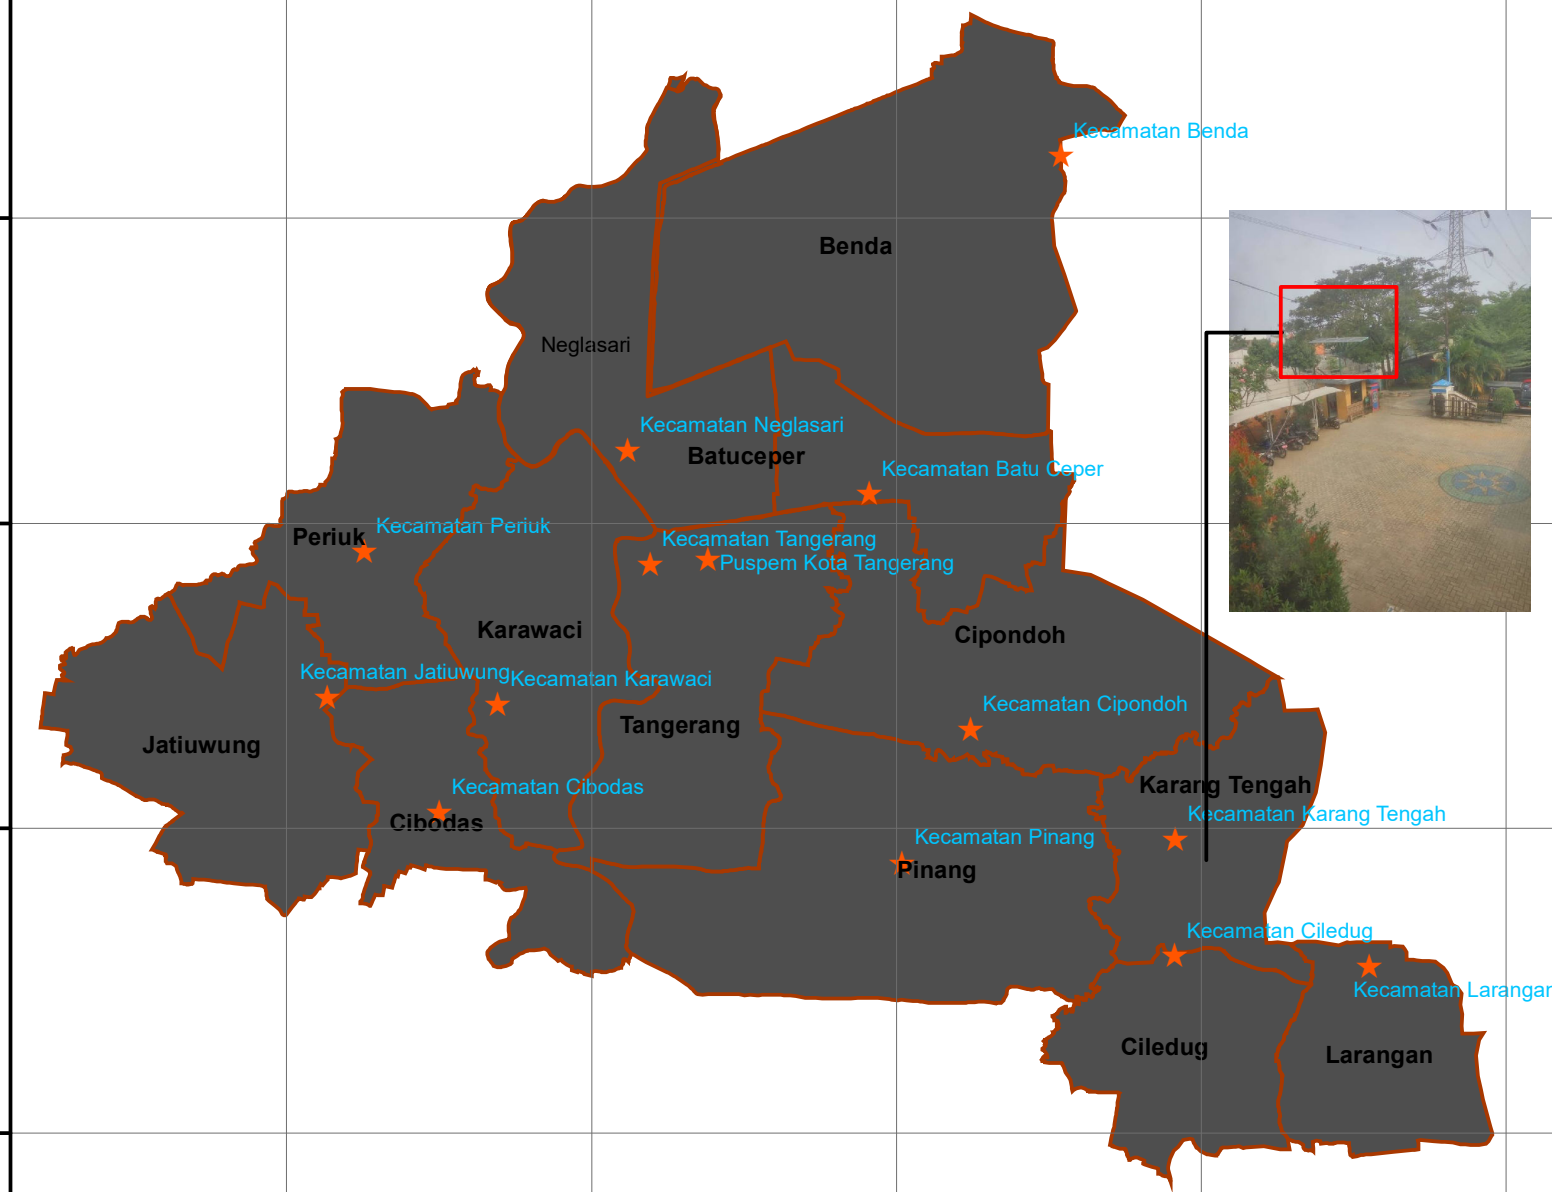 Kecamatan Benda
Benda
Neglasari
Kecamatan Neglasari
Batuceper
Kecamatan Batu Ceper
Periuk
Kecamatan Periuk
Kecamatan Tangerang
Puspem Kota Tangerang
Karawaci
Cipondoh
Kecamatan Jatiuwung
Kecamatan Karawaci
Kecamatan Cipondoh
Tangerang
Jatiuwung
Karang Tengah
Kecamatan Cibodas
Kecamatan Karang Tengah
Cibodas
Kecamatan Pinang
Pinang
Kecamatan Ciledug
Kecamatan Larangan
Ciledug
Larangan